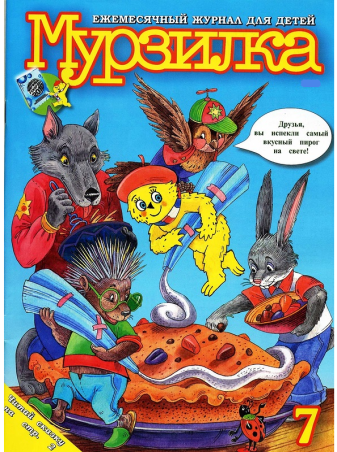 ЕЖЕМЕСЯЧНЫЙ ЖУРНАЛ ДЛЯ ДЕТЕЙ
Мурзилка
Друзья,
вы испекли самый
вкусный пирог
на свете!
Читай сказку
на стр. 2
7